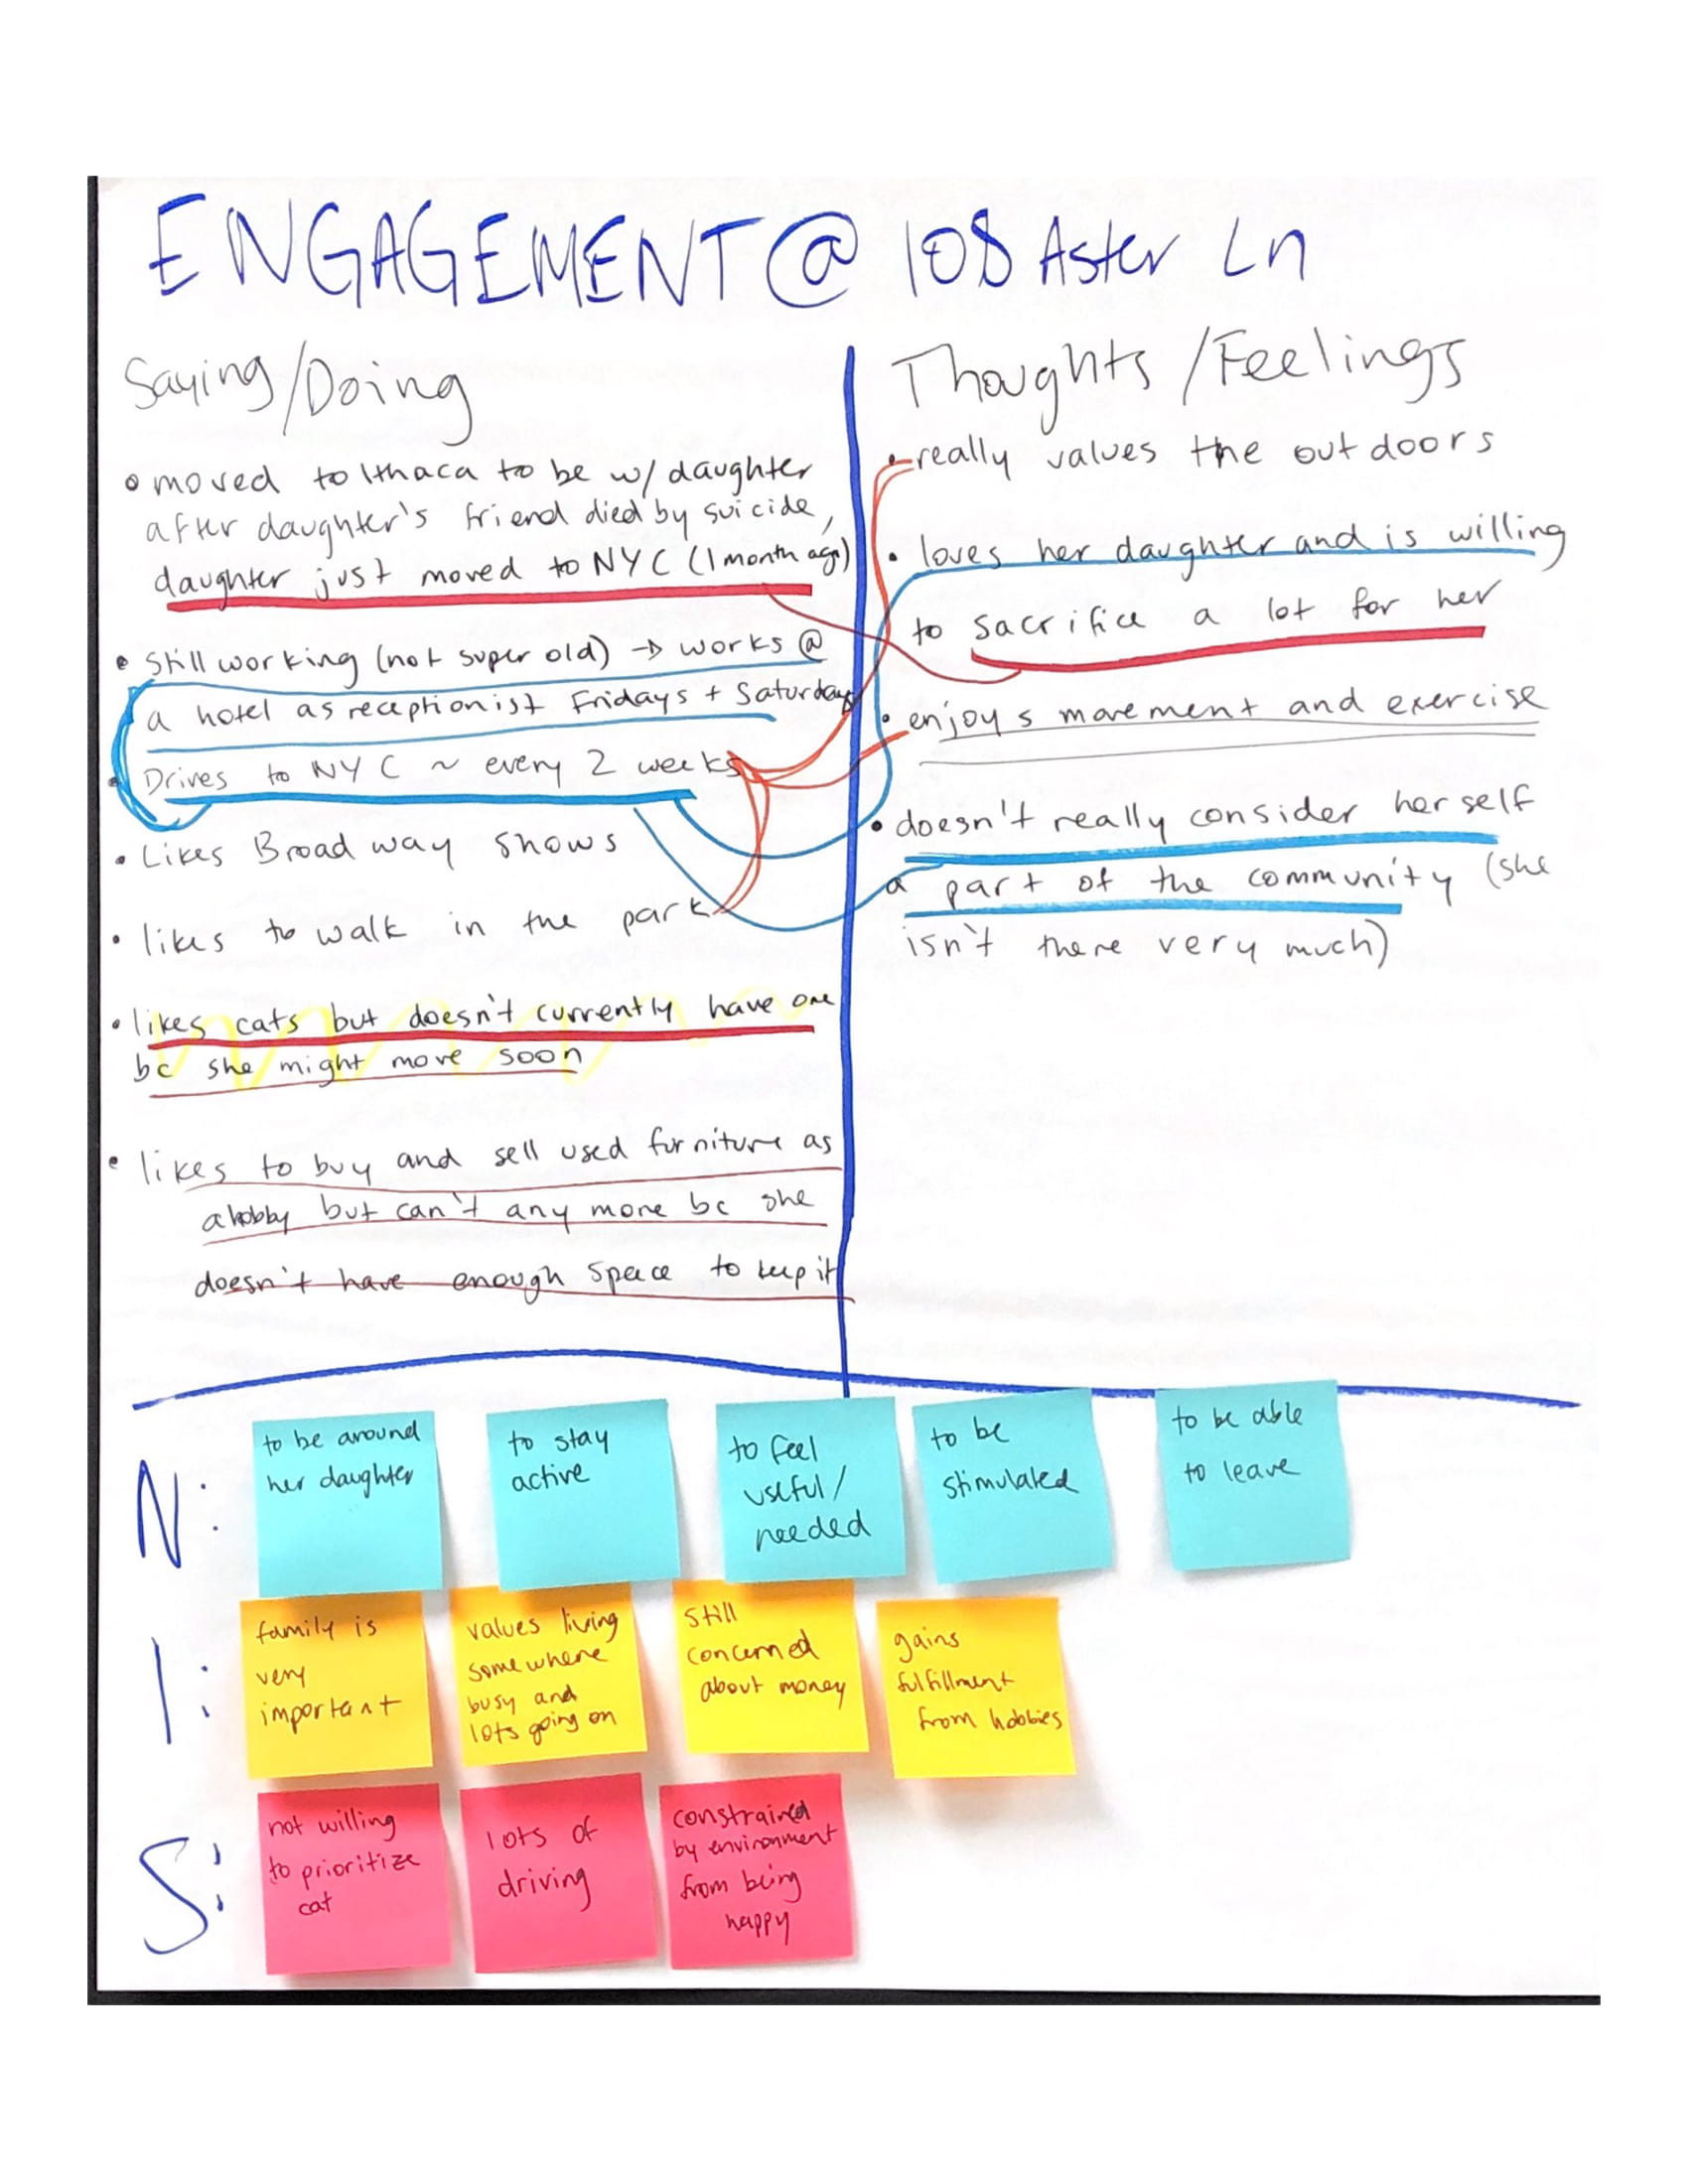 ENGAGEMENT @ 108 Aster Ln
Saying/Doing
• moved to Ithaca to be w/ daughter
after daughter's friend died by suicide,
daughter just moved to NYC (1 month ago)
• Still working (not super old) → works @
a hotel as receptionist Fridays + Saturdays
• Drives to NYC ~ every 2 weeks
• Likes Broadway shows
• likes to walk in the park
• likes cats but doesn't currently have one
bc she might move soon
• likes to buy and sell used furniture as
a hobby but can't any more bc she
doesn't have enough space to keep it
Thoughts/Feelings
• really values the outdoors
• loves her daughter and is willing
to sacrifice a lot for her
• enjoys movement and exercise
• doesn't really consider herself
a part of the community (she
isn't there very much)
N:
to be around
her daughter
to stay
active
to feel
useful/
needed
to be
stimulated
to be able
to leave
I:
family is
very
important
values living
somewhere
busy and
lots going on
still
concerned
about money
gains
fulfillment
from hobbies
S:
not willing
to prioritize
cat
lots of
driving
constrained
by environment
from being
happy